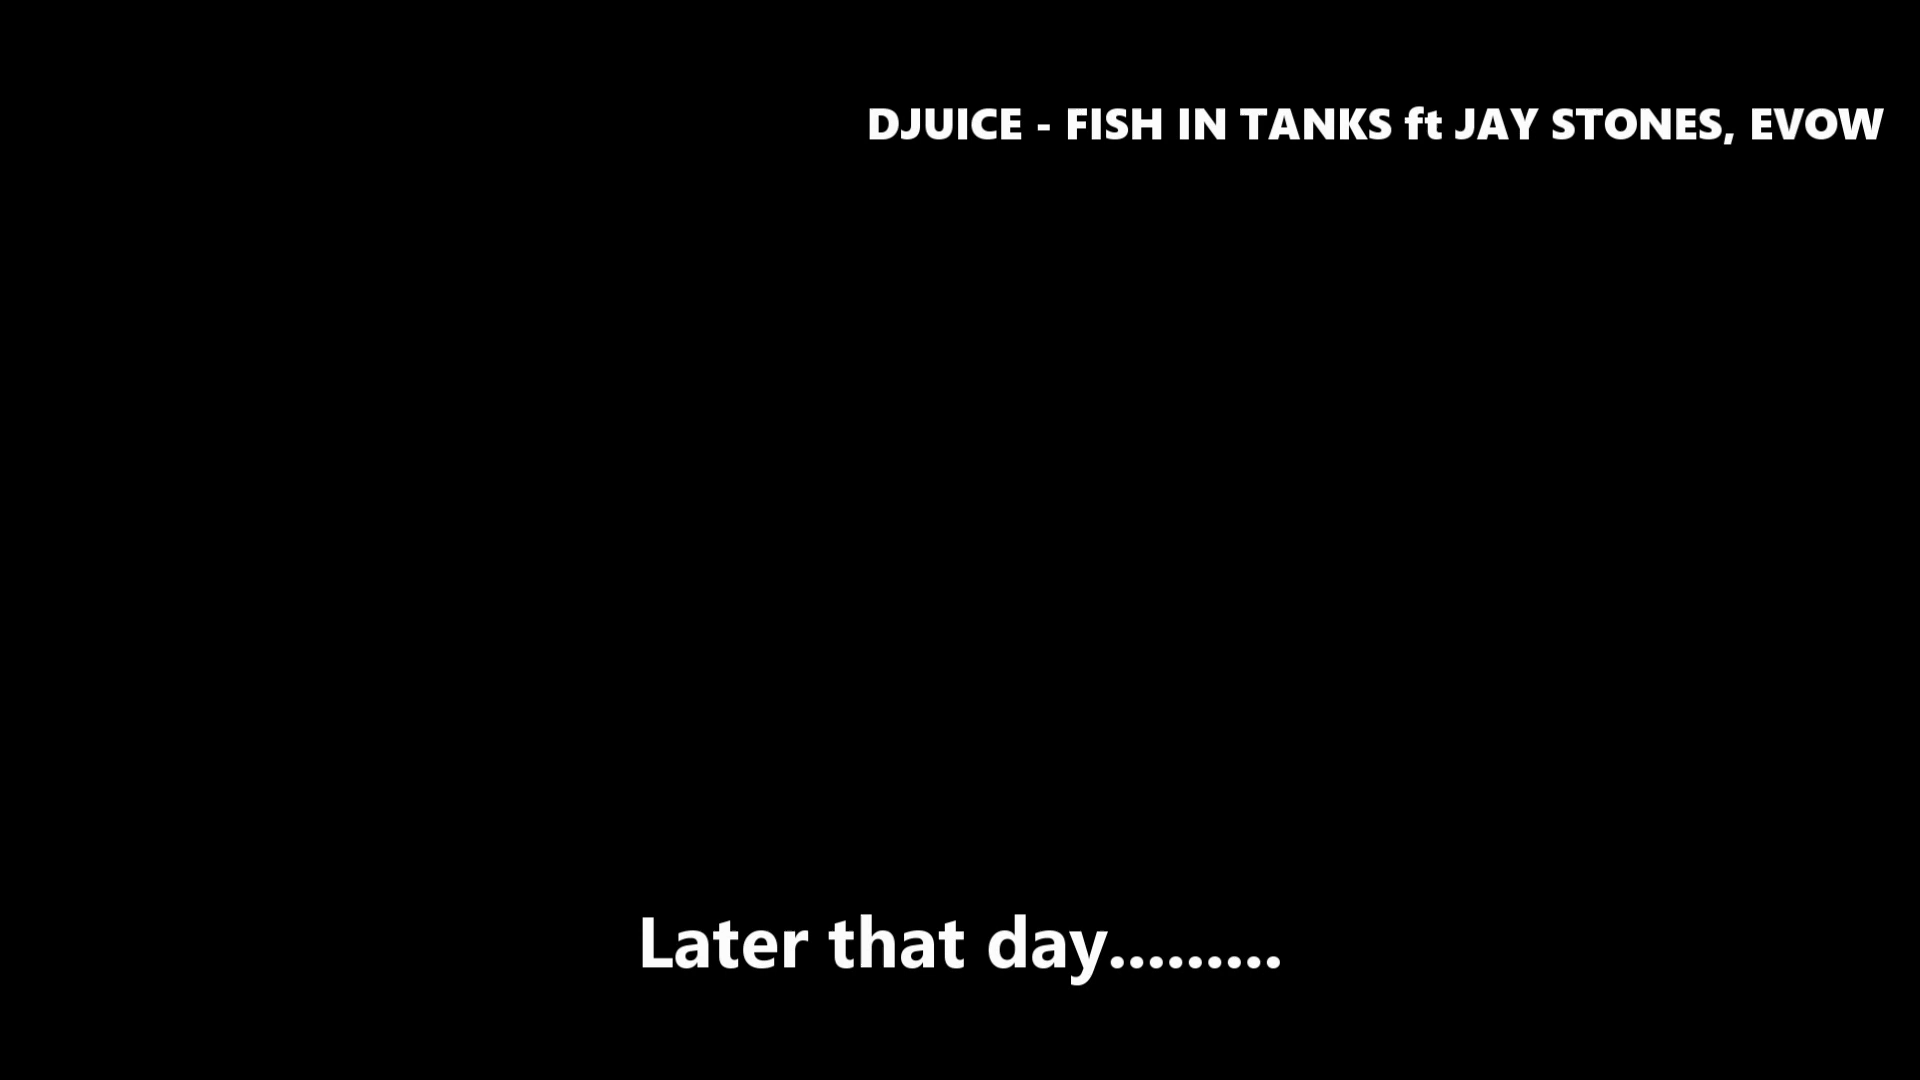 DJUICE - FISH IN TANKS ft JAY STONES, EVOW
Later that day.........